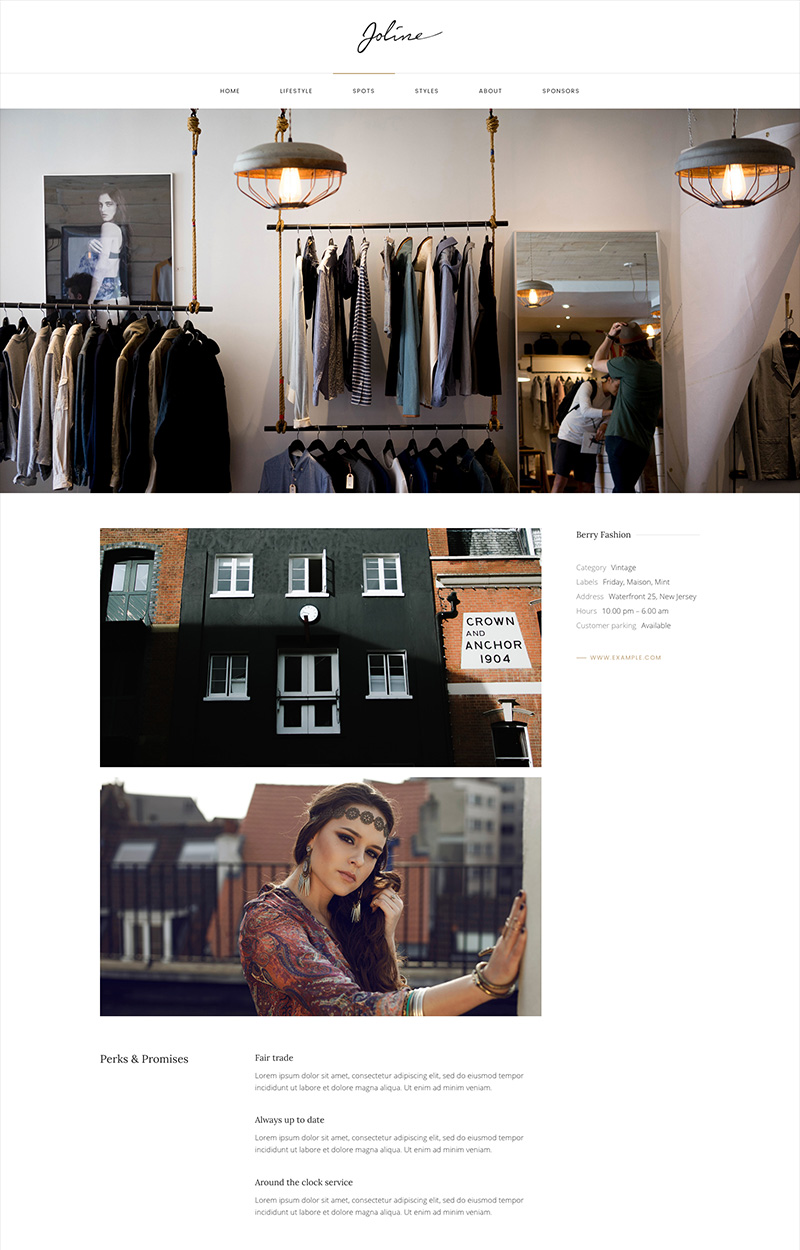 Joline
HOME LIFESTYLE SPOTS STYLES ABOUT SPONSORS
CROWN
AND
ANCHOR
1904
Berry Fashion
Category Vintage
Labels Friday, Maison, Mint
Address Waterfront 25, New Jersey
Hours 10.00 pm – 6.00 am
Customer parking Available
WWW.EXAMPLE.COM
Perks & Promises
Fair trade
Lorem ipsum dolor sit amet, consectetur adipiscing elit, sed do eiusmod tempor
incididunt ut labore et dolore magna aliqua. Ut enim ad minim veniam.
Always up to date
Lorem ipsum dolor sit amet, consectetur adipiscing elit, sed do eiusmod tempor
incididunt ut labore et dolore magna aliqua. Ut enim ad minim veniam.
Around the clock service
Lorem ipsum dolor sit amet, consectetur adipiscing elit, sed do eiusmod tempor
incididunt ut labore et dolore magna aliqua. Ut enim ad minim veniam.